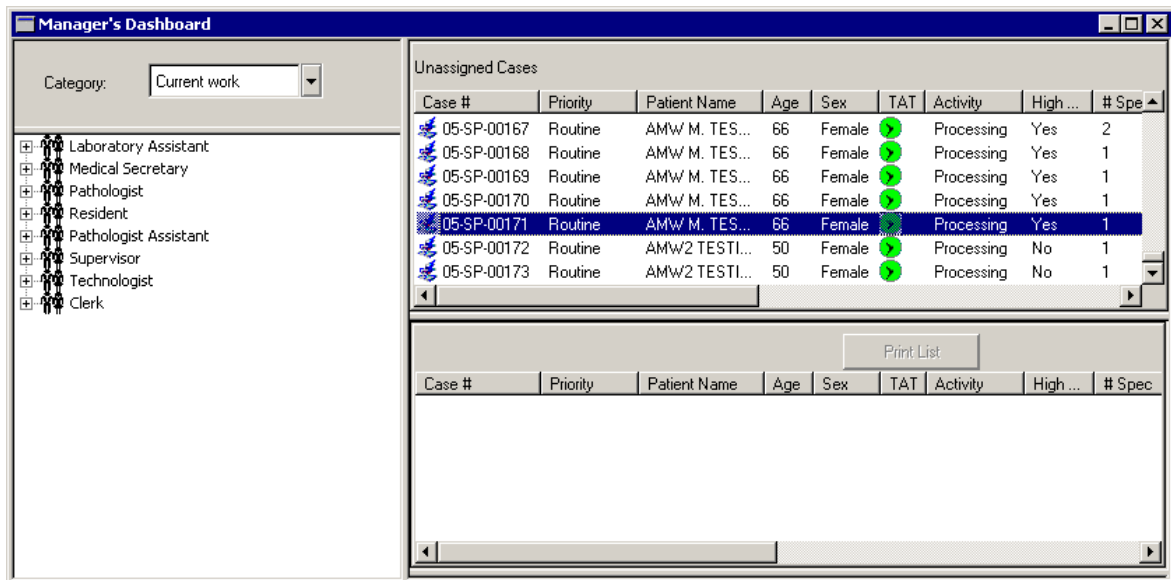 Manager's Dashboard
Category: Current work
Laboratory Assistant
Medical Secretary
Pathologist
Resident
Pathologist Assistant
Supervisor
Technologist
Clerk
Unassigned Cases
Case # Priority Patient Name Age Sex TAT Activity High ... # Spe
05-SP-00167 Routine AMW M. TES... 66 Female Processing Yes 2
05-SP-00168 Routine AMW M. TES... 66 Female Processing Yes 1
05-SP-00169 Routine AMW M. TES... 66 Female Processing Yes 1
05-SP-00170 Routine AMW M. TES... 66 Female Processing Yes 1
05-SP-00171 Routine AMW M. TES... 66 Female Processing Yes 1
05-SP-00172 Routine AMW2 TESTI... 50 Female Processing No 1
05-SP-00173 Routine AMW2 TESTI... 50 Female Processing No 1
Print List
Case # Priority Patient Name Age Sex TAT Activity High ... # Spec